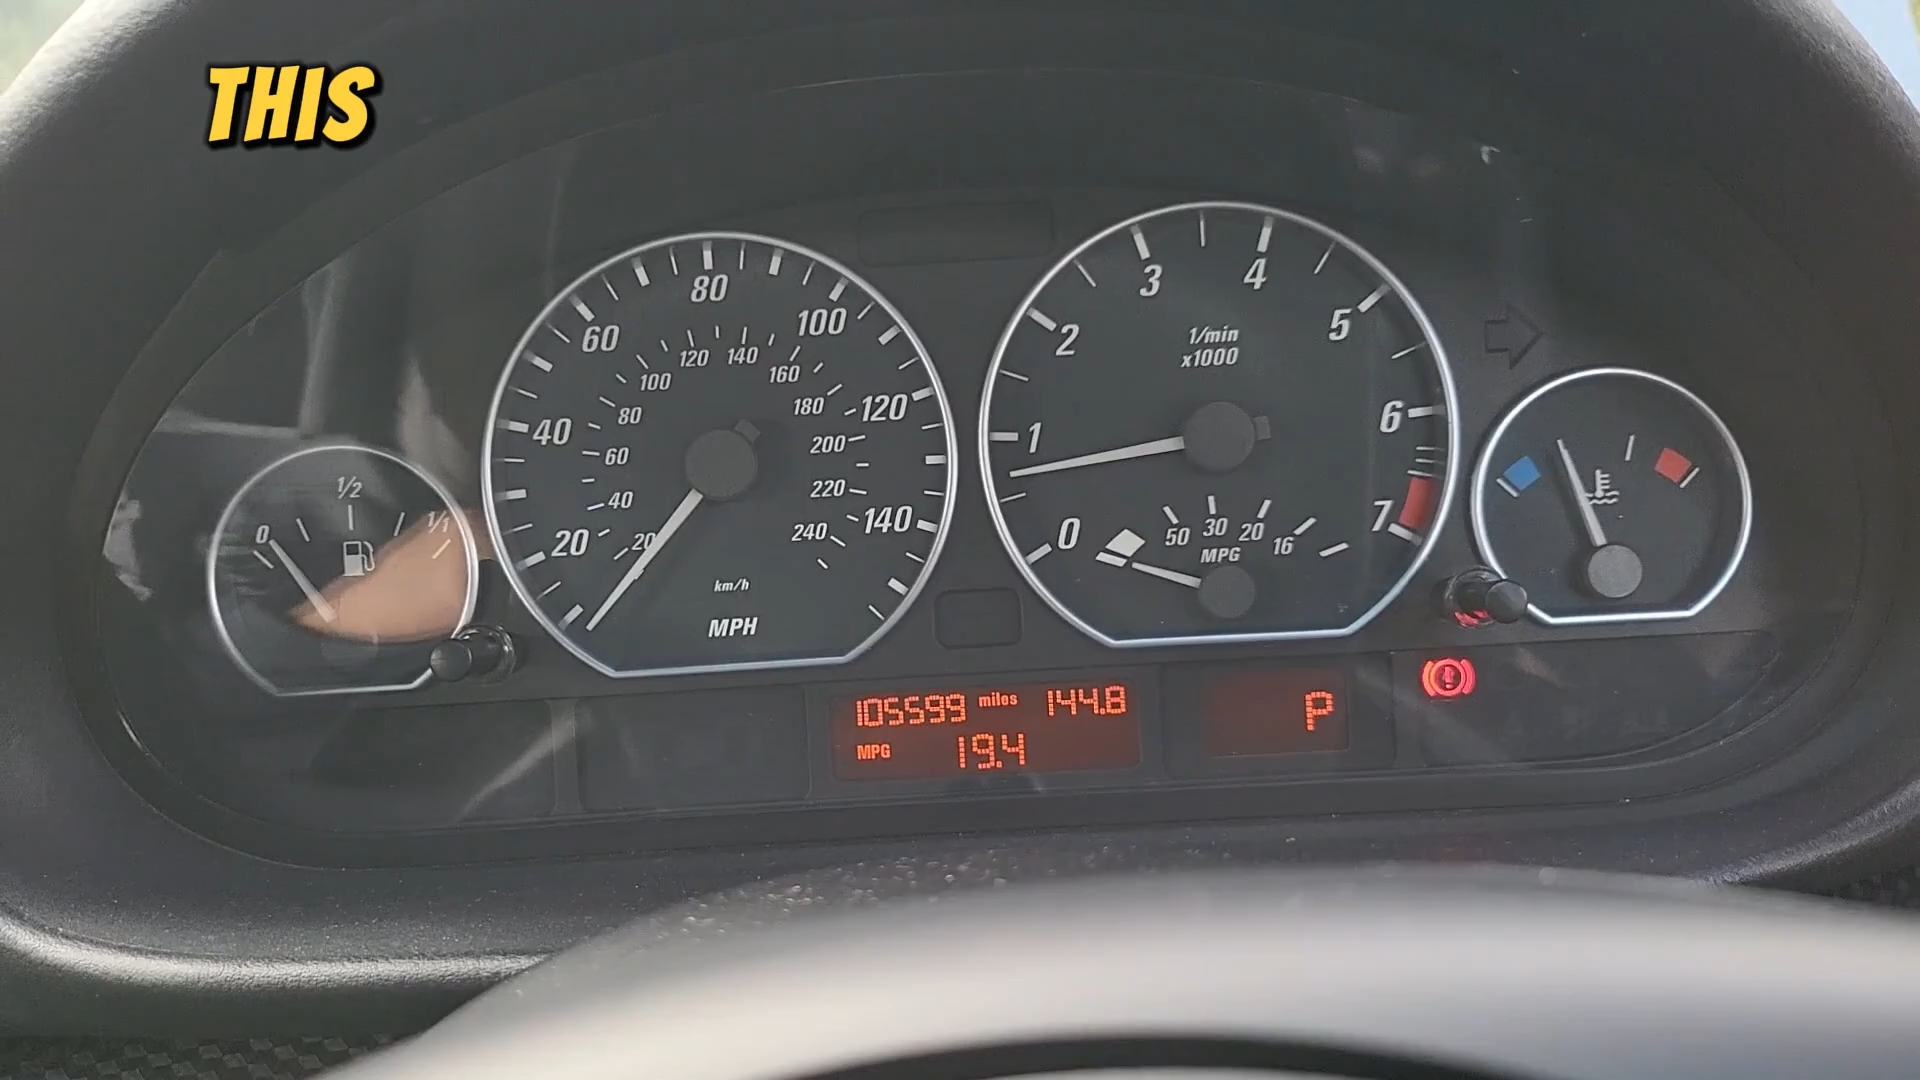 THIS
0 1/2 1/1
20 40 60 80 100 120 140
20 40 60 80 100 120 140 160 180 200 220 240
km/h
MPH
0 1 2 3 4 5 6 7
1/min
x1000
50 30 20 16
MPG
105599 miles 144.8
MPG 19.4
P